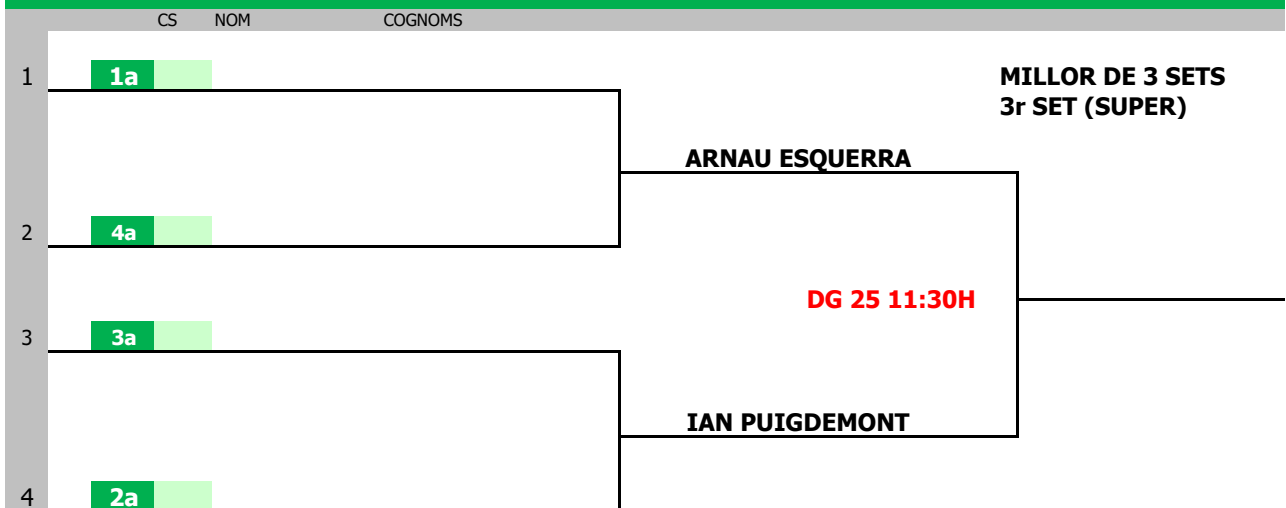 CS NOM COGNOMS
1 1a
MILLOR DE 3 SETS
3r SET (SUPER)
ARNAU ESQUERRA
2 4a
DG 25 11:30H
3 3a
IAN PUIGDEMONT
4 2a